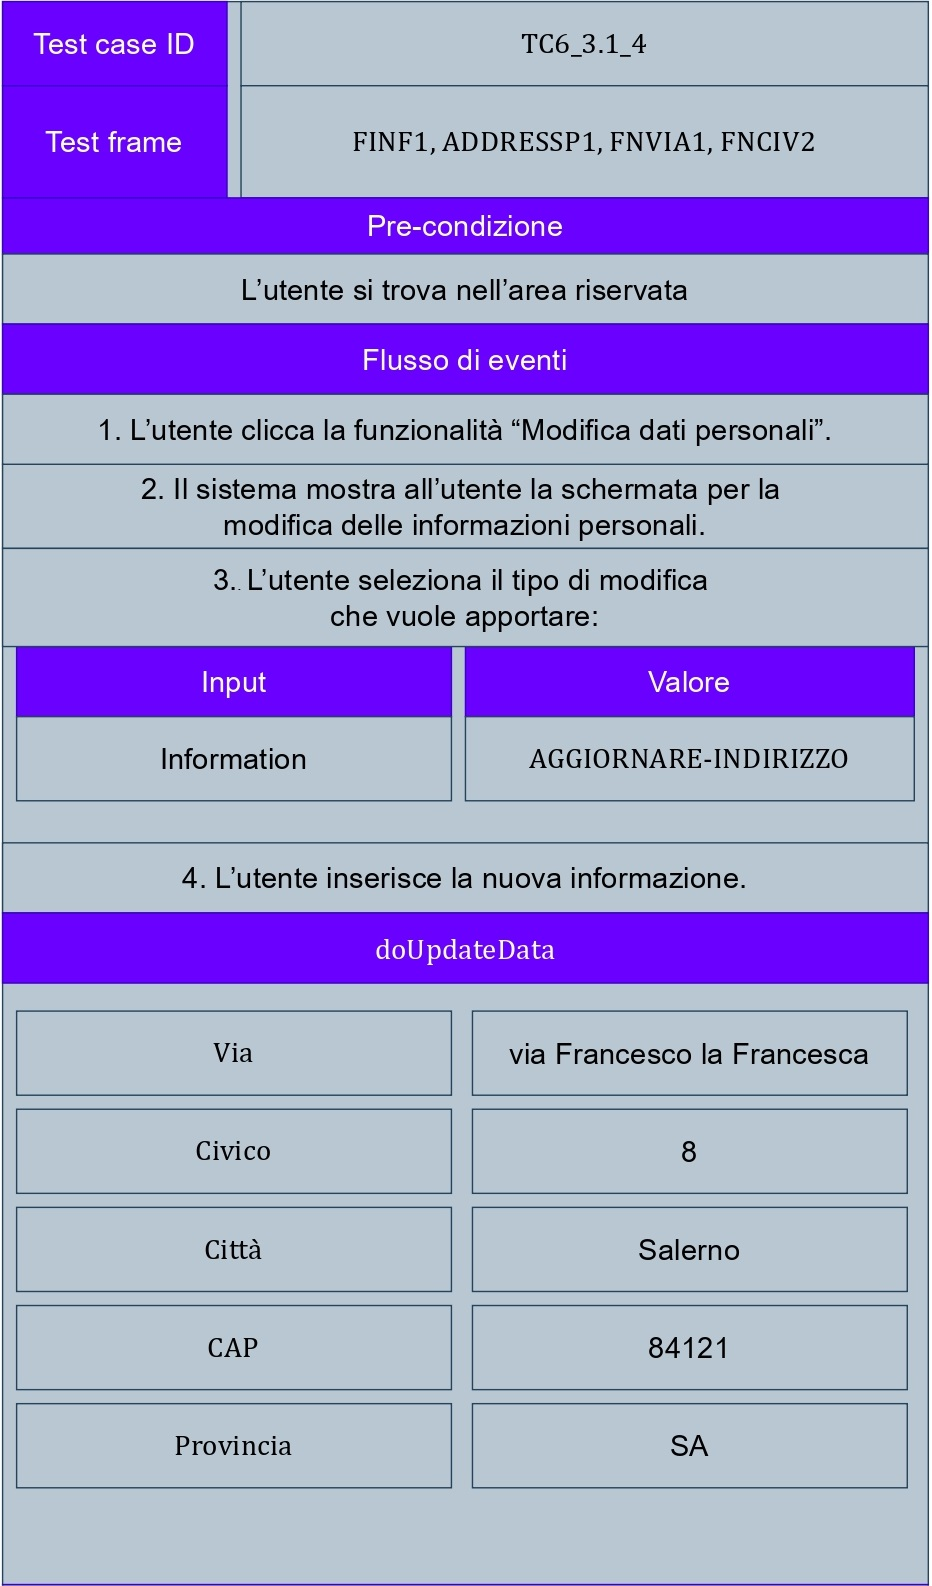 Test case ID
TC6_3.1_4
Test frame
FINF1, ADDRESSP1, FNVIA1, FNCIV2
Pre-condizione
L’utente si trova nell’area riservata
Flusso di eventi
1. L’utente clicca la funzionalità “Modifica dati personali”.
2. Il sistema mostra all’utente la schermata per la
modifica delle informazioni personali.
3.. L’utente seleziona il tipo di modifica
che vuole apportare:
Input
Valore
Information
AGGIORNARE-INDIRIZZO
4. L’utente inserisce la nuova informazione.
doUpdateData
Via
via Francesco la Francesca
Civico
8
Città
Salerno
CAP
84121
Provincia
SA